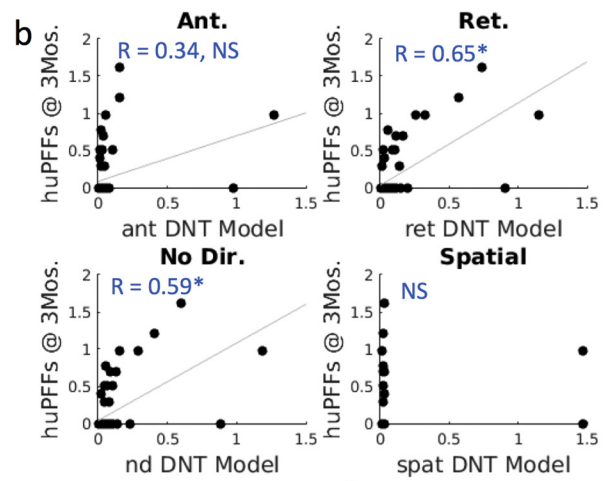 b
Ant.
R = 0.34, NS
huPFFs @ 3Mos.
2
1.5
1
0.5
0
0 0.5 1 1.5
ant DNT Model
Ret.
R = 0.65*
huPFFs @ 3Mos.
2
1.5
1
0.5
0
0 0.5 1 1.5
ret DNT Model
No Dir.
R = 0.59*
huPFFs @ 3Mos.
2
1.5
1
0.5
0
0 0.5 1 1.5
nd DNT Model
Spatial
NS
huPFFs @ 3Mos.
2
1.5
1
0.5
0
0 0.5 1 1.5
spat DNT Model